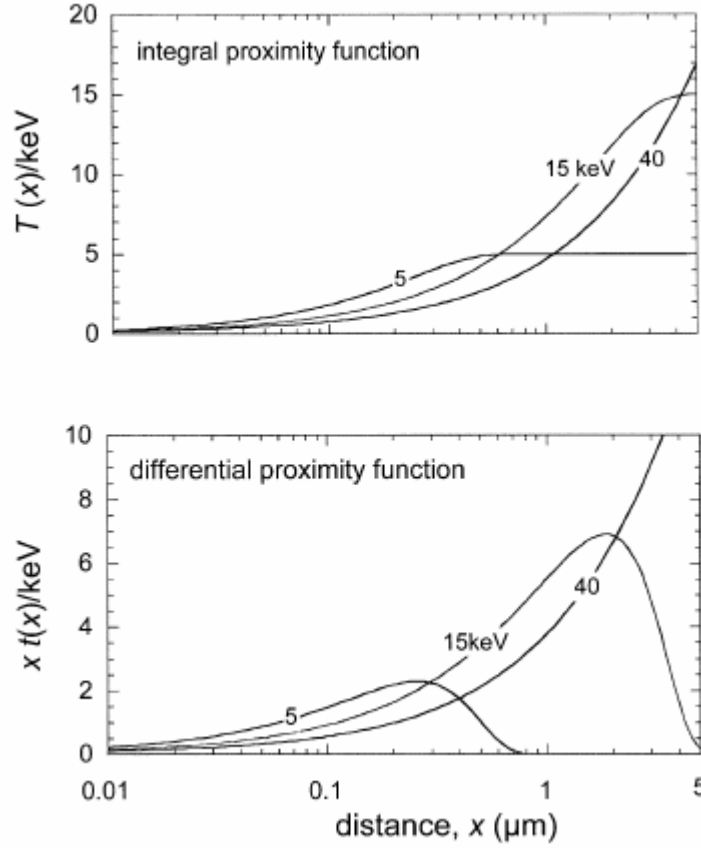 20
integral proximity function
15
15 keV
40
10
T (x)/keV
5
5
0
10
differential proximity function
8
6
40
x t(x)/keV
4
15keV
2
5
0
0.01
0.1
1
5
distance, x (μm)